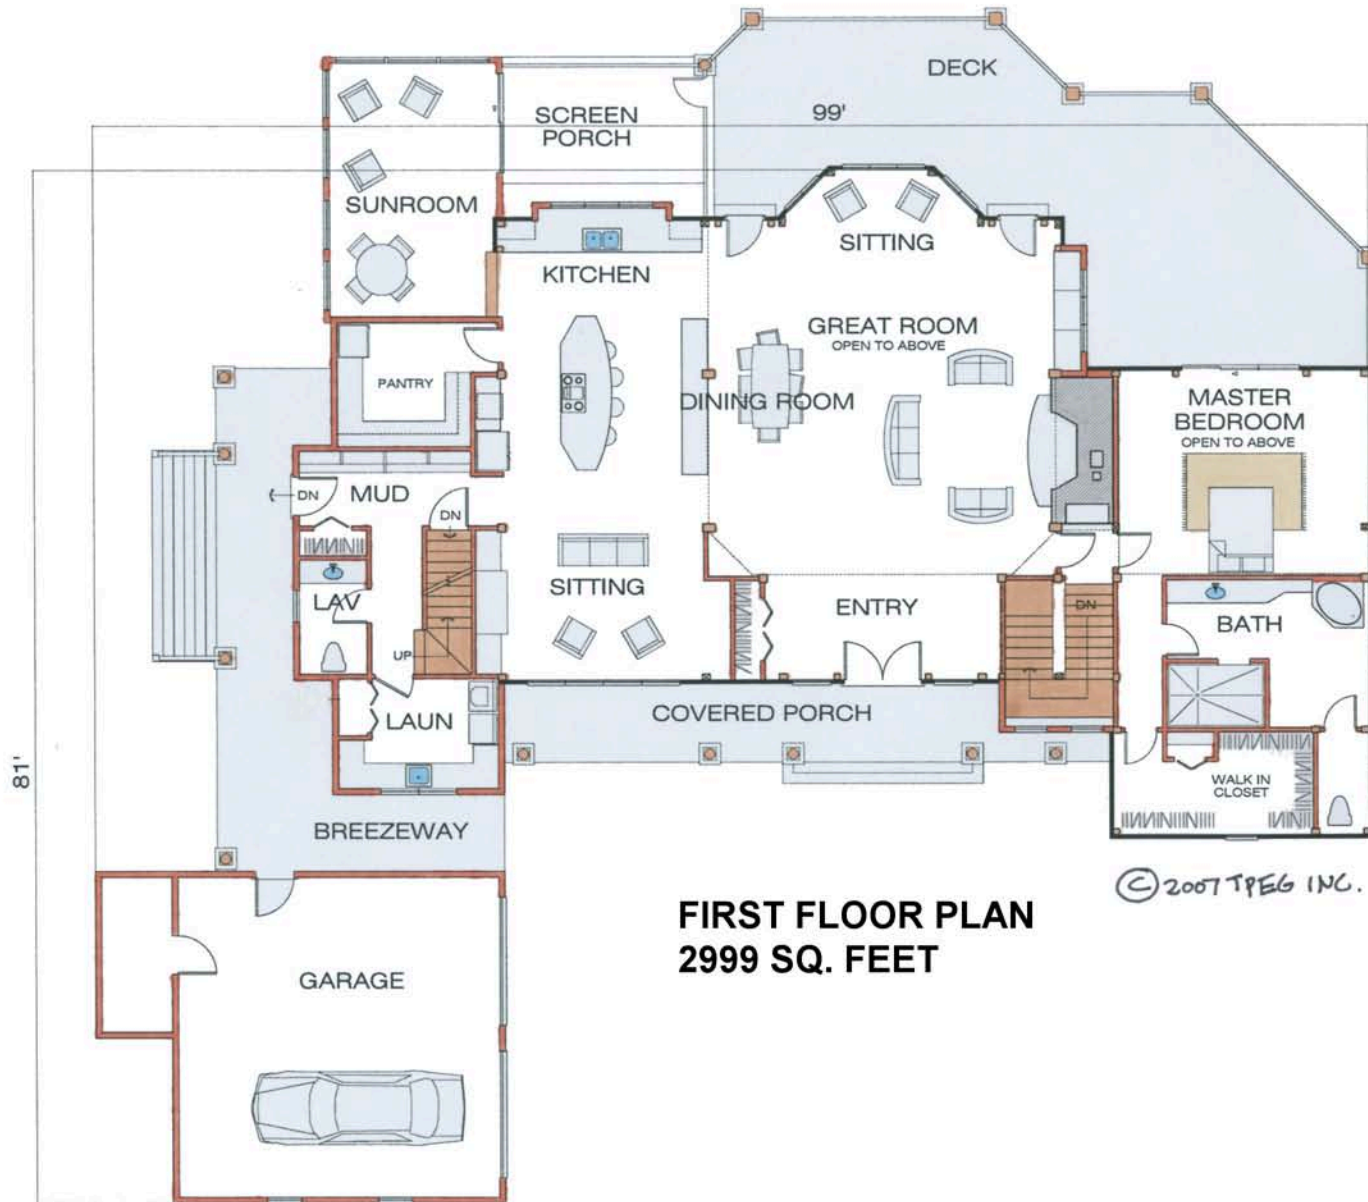 DECK
99'
SCREEN
PORCH
SUNROOM
SITTING
KITCHEN
GREAT ROOM
OPEN TO ABOVE
PANTRY
DINING ROOM
MASTER
BEDROOM
OPEN TO ABOVE
DN
MUD
DN
SITTING
LAV
ENTRY
DN
BATH
UP
LAUN
COVERED PORCH
81'
WALK IN
CLOSET
BREEZEWAY
© 2007 TPEG INC.
FIRST FLOOR PLAN
2999 SQ. FEET
GARAGE